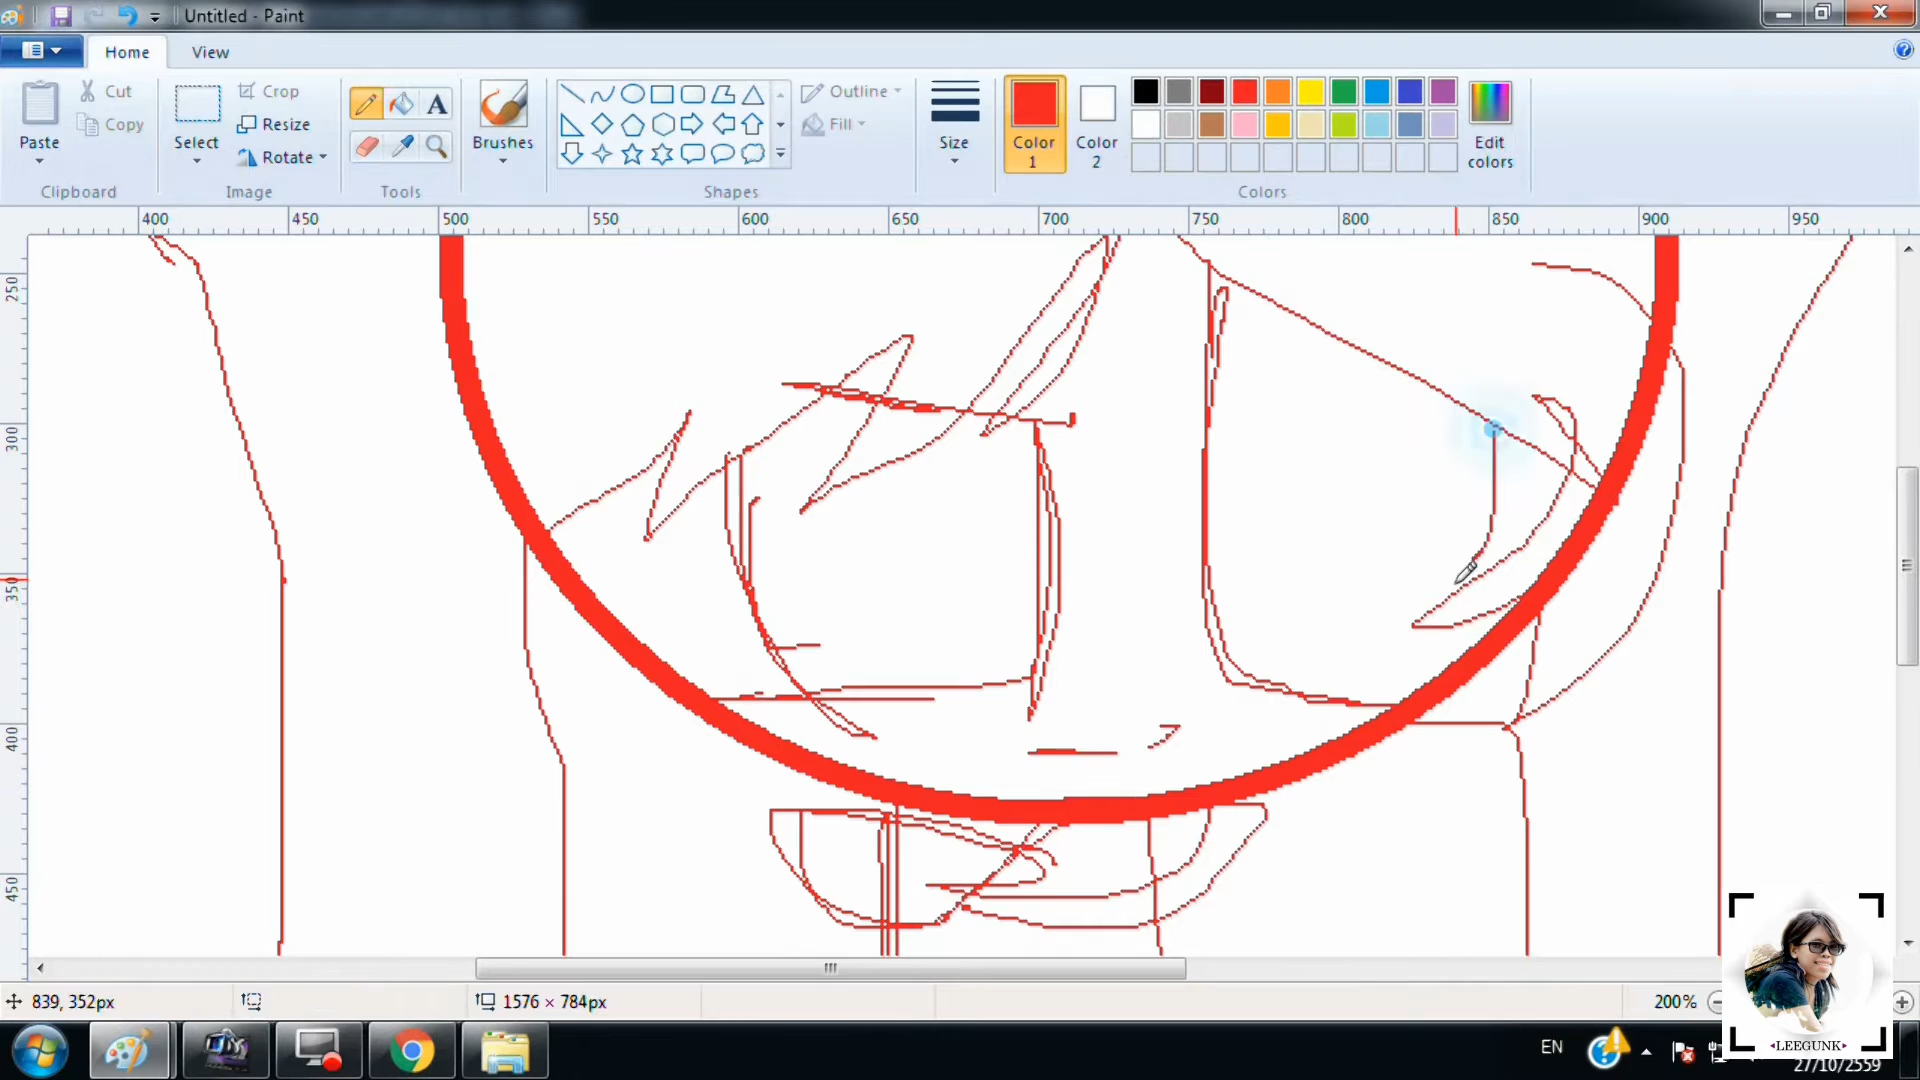 Untitled - Paint
Home View
Cut
Copy
Paste
Clipboard
Crop
Resize
Rotate
Select
Image
A
Tools
Brushes
Outline
Fill
Shapes
Size
Color 1
Color 2
Edit colors
Colors
400 450 500 550 600 650 700 750 800 850 900 950
250
300
350
400
450
839, 352px
1576 × 784px
200%
LEEGUNK
EN
27/10/2559